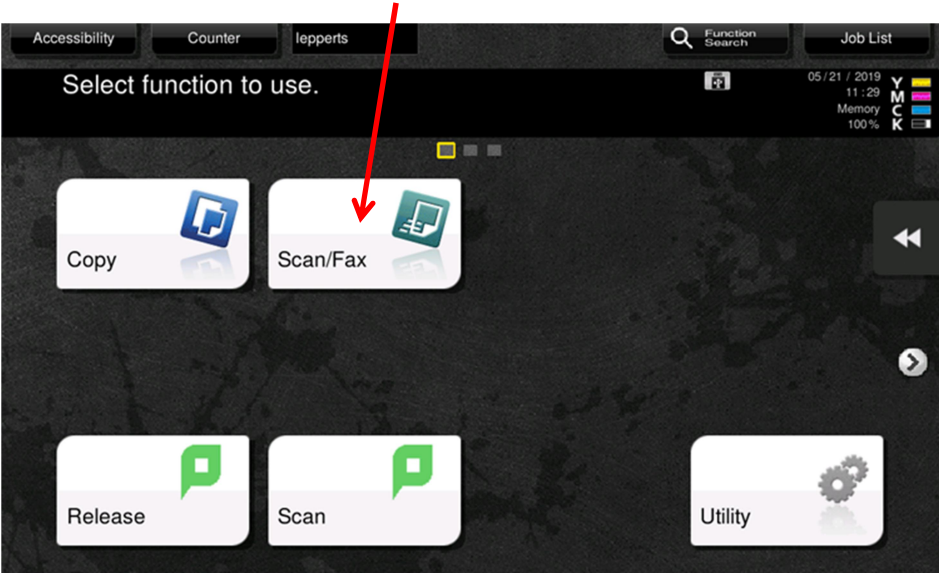 Accessibility
Counter
lepperts
Function
Search
Job List
Select function to use.
05 / 21 / 2019
11 : 29
Memory
100 %
Y
M
C
K
Copy
Scan/Fax
Release
Scan
Utility